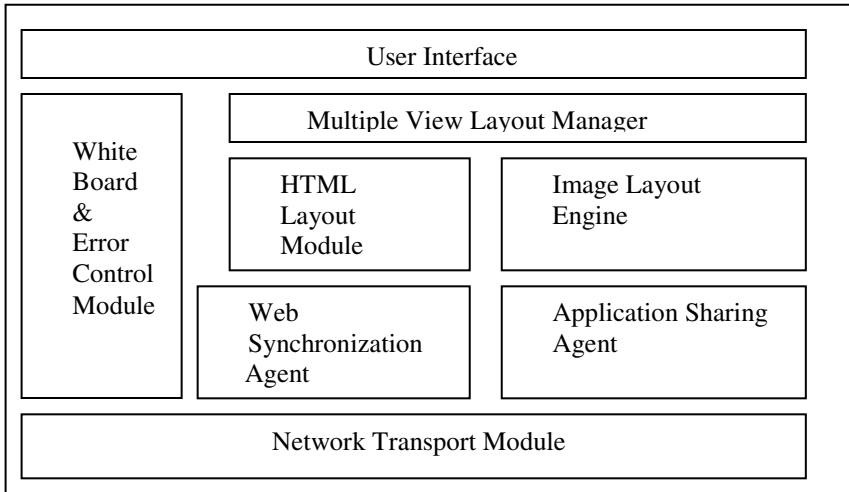 User Interface
White
Board
&
Error
Control
Module
Multiple View Layout Manager
HTML
Layout
Module
Image Layout
Engine
Web
Synchronization
Agent
Application Sharing
Agent
Network Transport Module